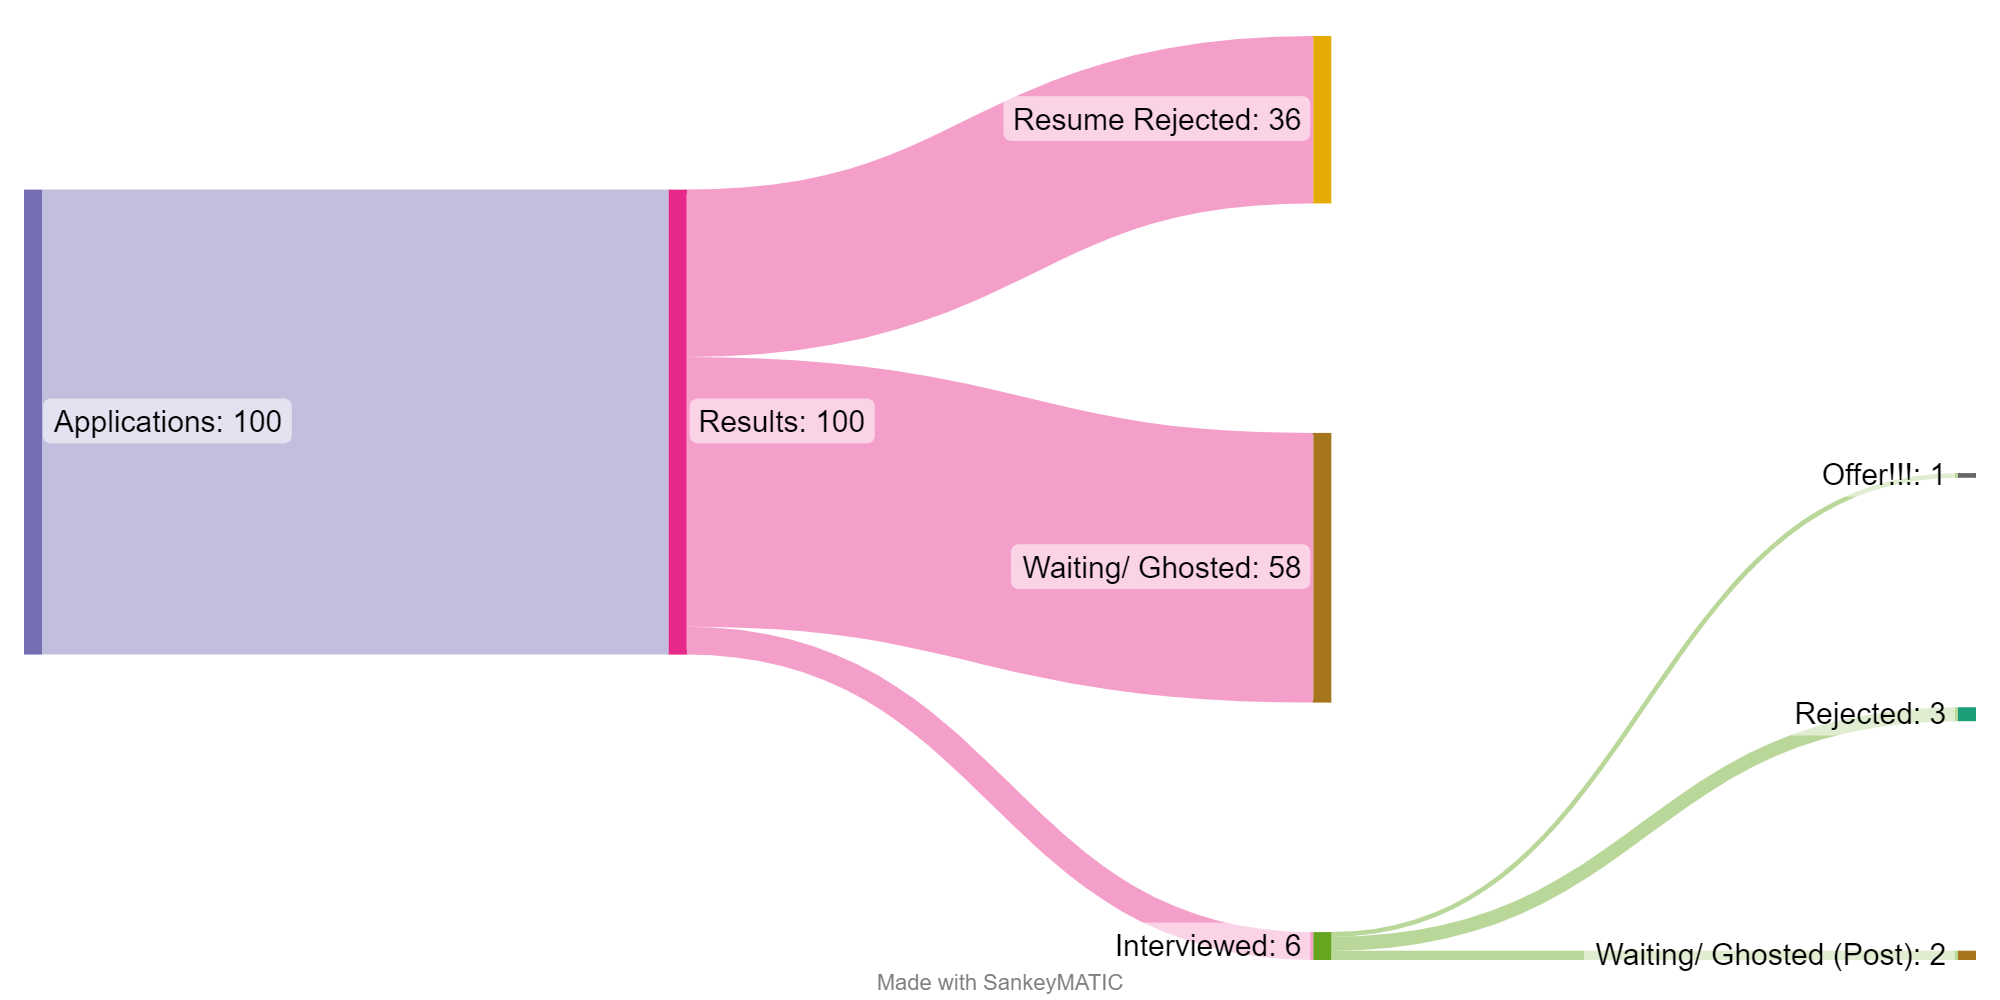 Resume Rejected: 36
Applications: 100
Results: 100
Offer!!!: 1
Waiting/ Ghosted: 58
Rejected: 3
Interviewed: 6
Waiting/ Ghosted (Post): 2
Made with SankeyMATIC